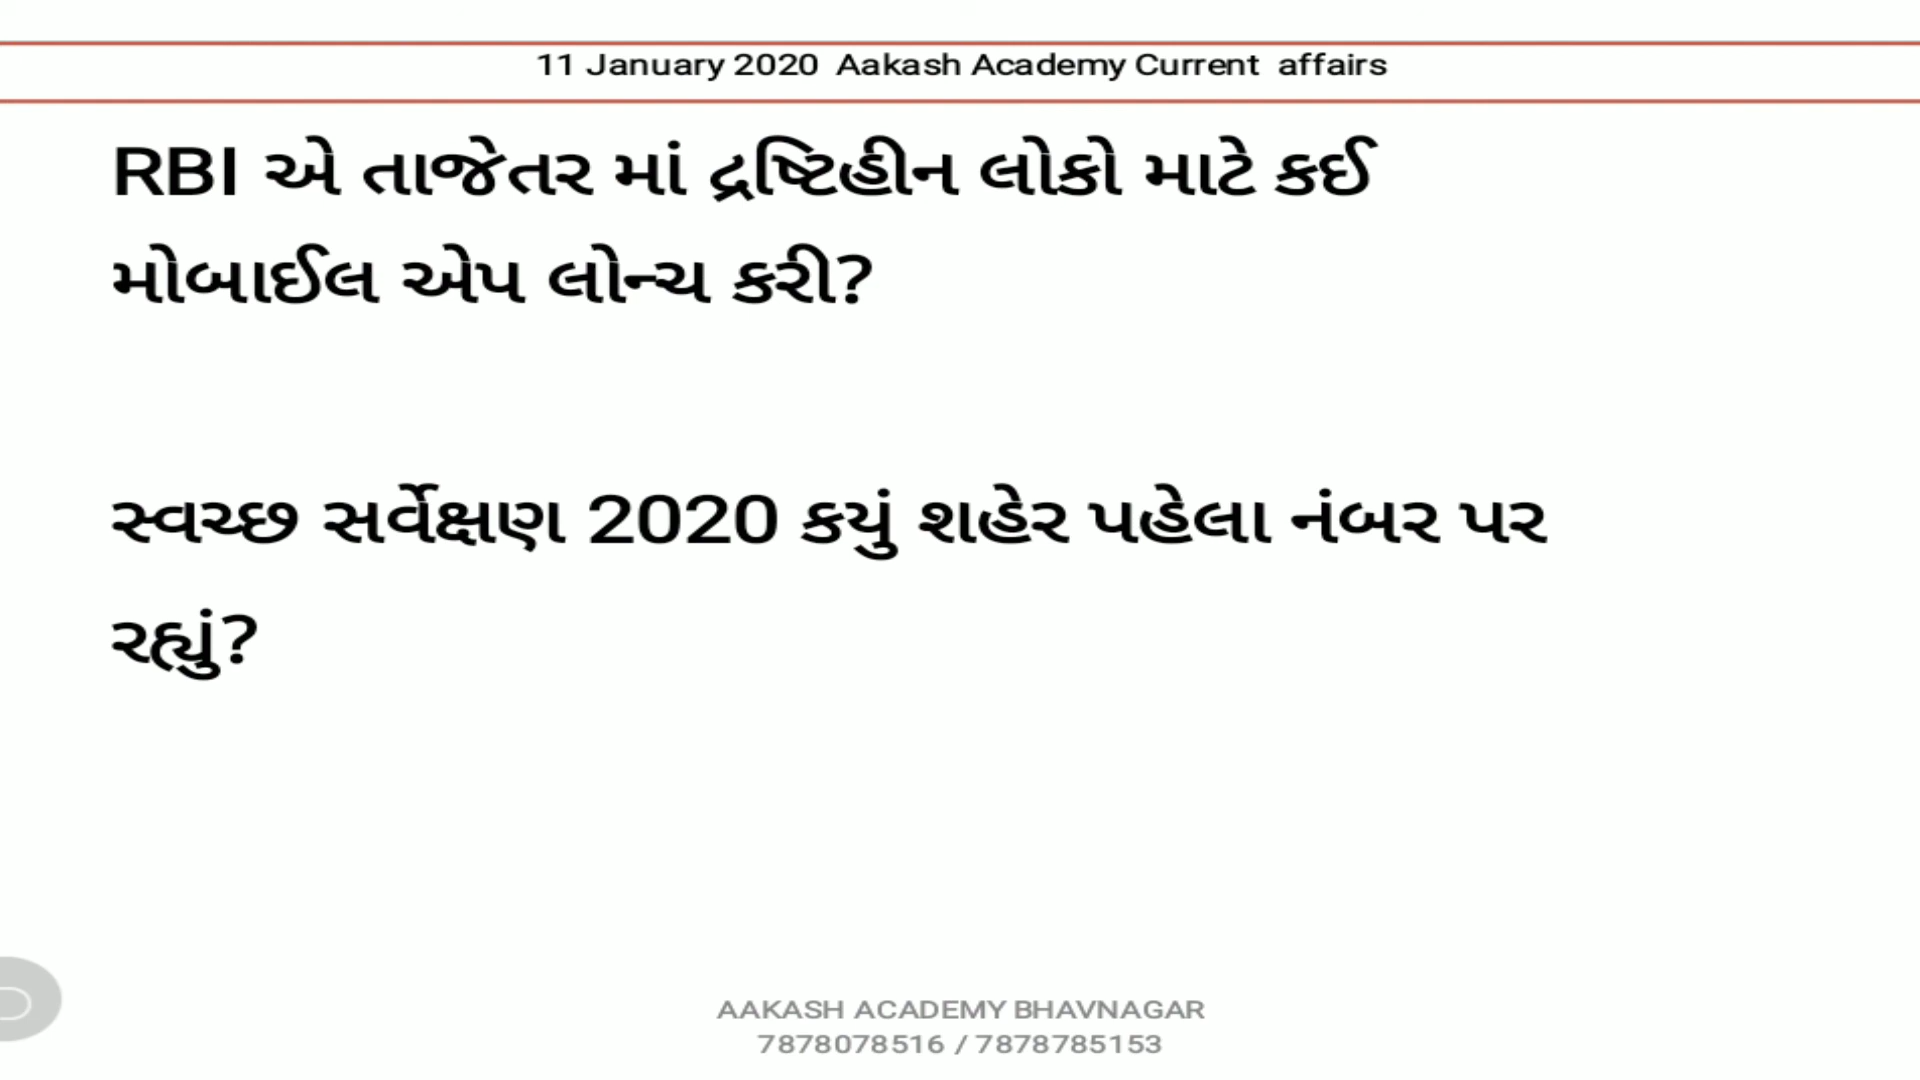 11 January 2020 Aakash Academy Current affairs
RBI એ તાજેતર માં દ્રષ્ટિહીન લોકો માટે કઈ
મોબાઈલ એપ લોન્ચ કરી?
સ્વચ્છ સર્વેક્ષણ 2020 કયું શહેર પહેલા નંબર પર
રહ્યું?
AAKASH ACADEMY BHAVNAGAR
7878078516 / 7878785153